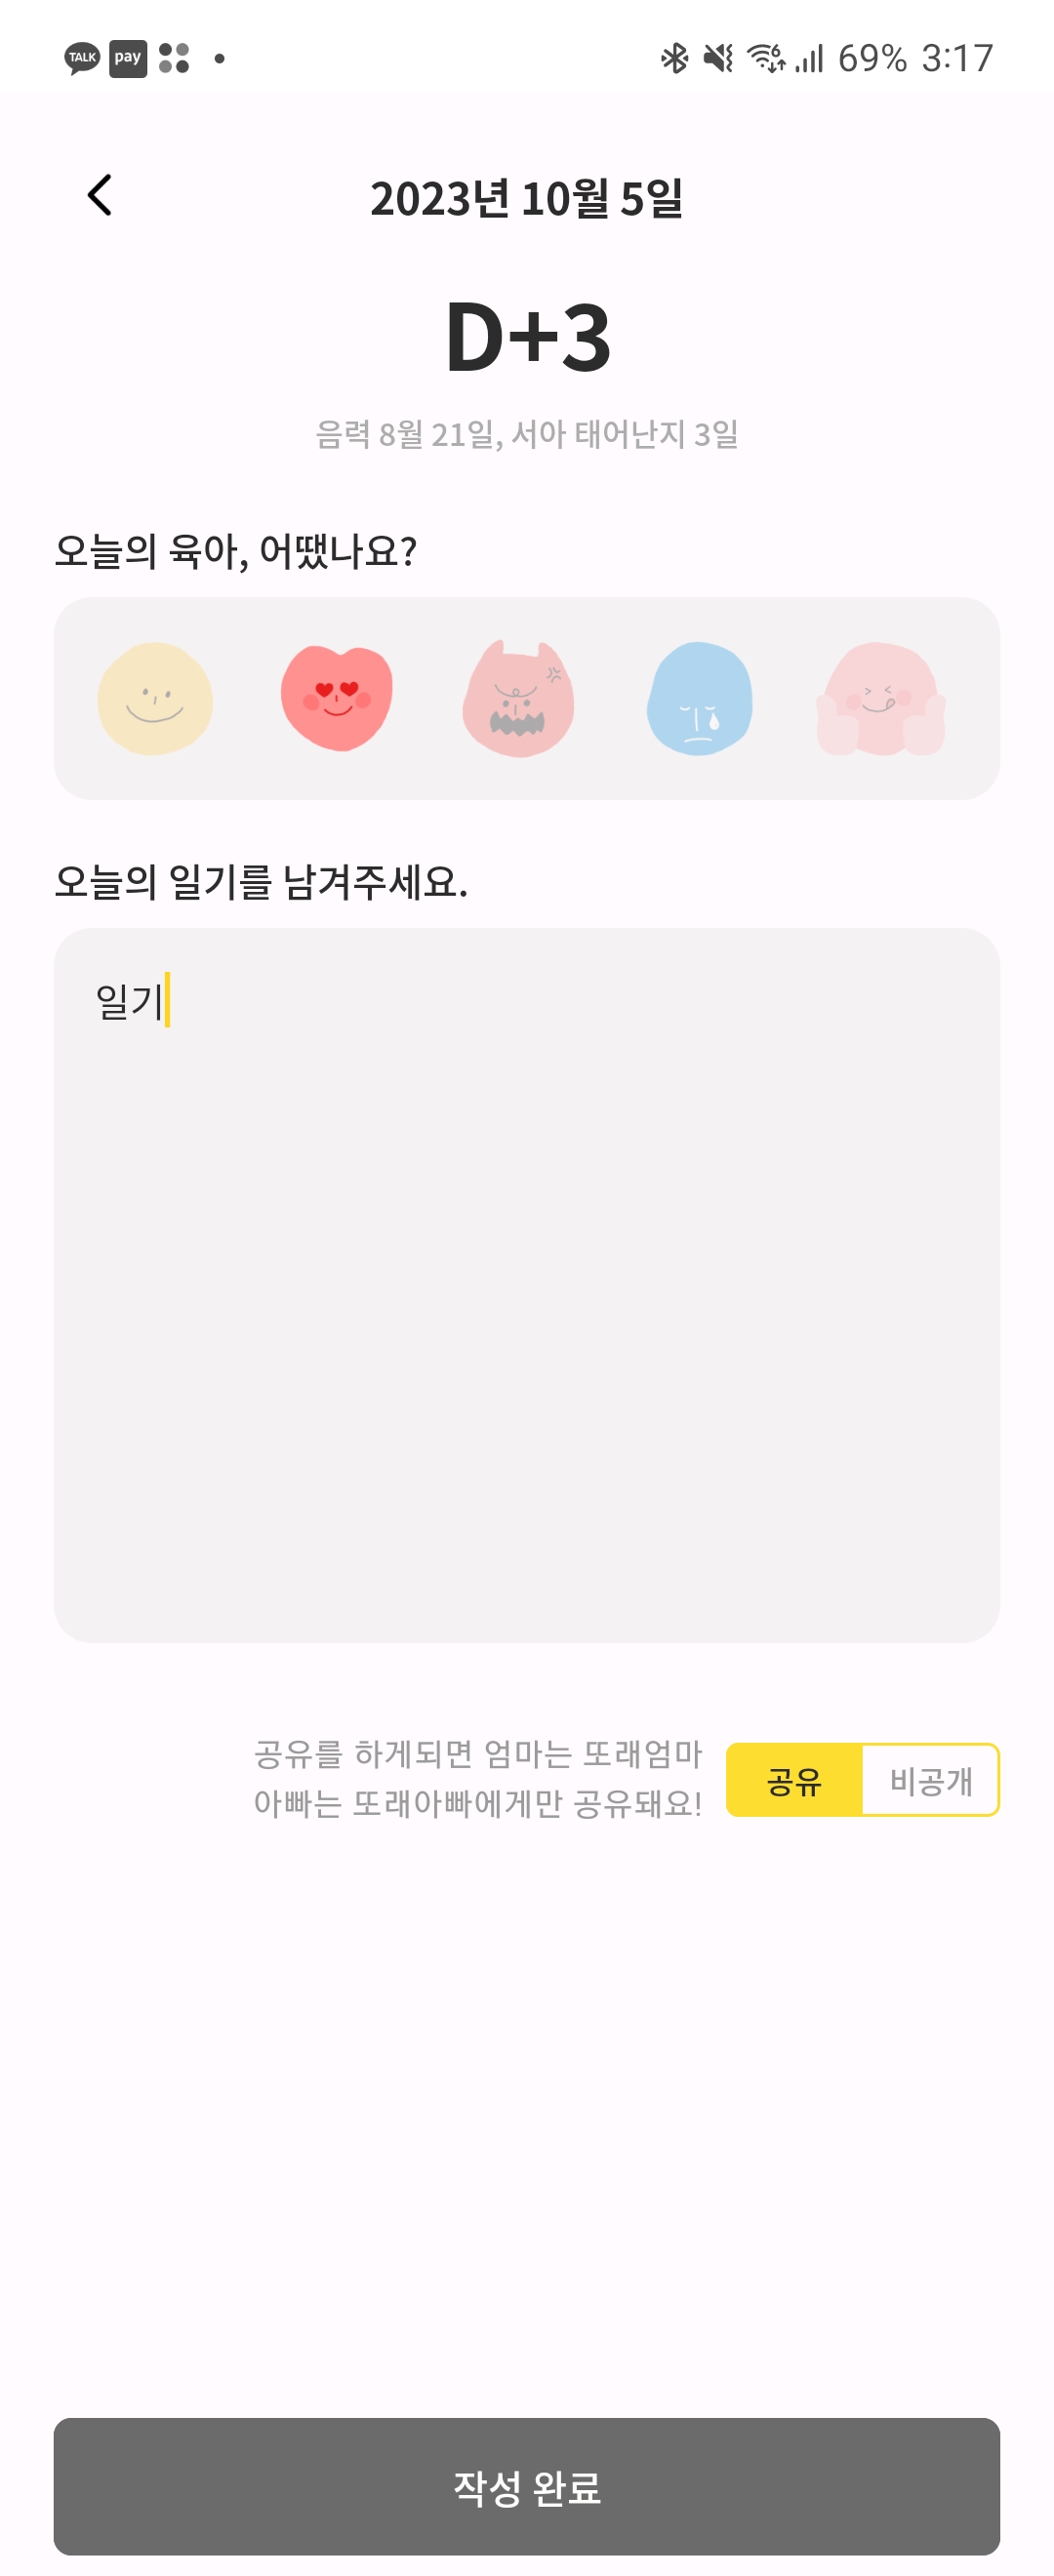 TALK pay 69% 3:17
2023년 10월 5일
D+3
음력 8월 21일, 서아 태어난지 3일
오늘의 육아, 어땠나요?
오늘의 일기를 남겨주세요.
일기
공유를 하게되면 엄마는 또래엄마
아빠는 또래아빠에게만 공유돼요!
공유 비공개
작성 완료